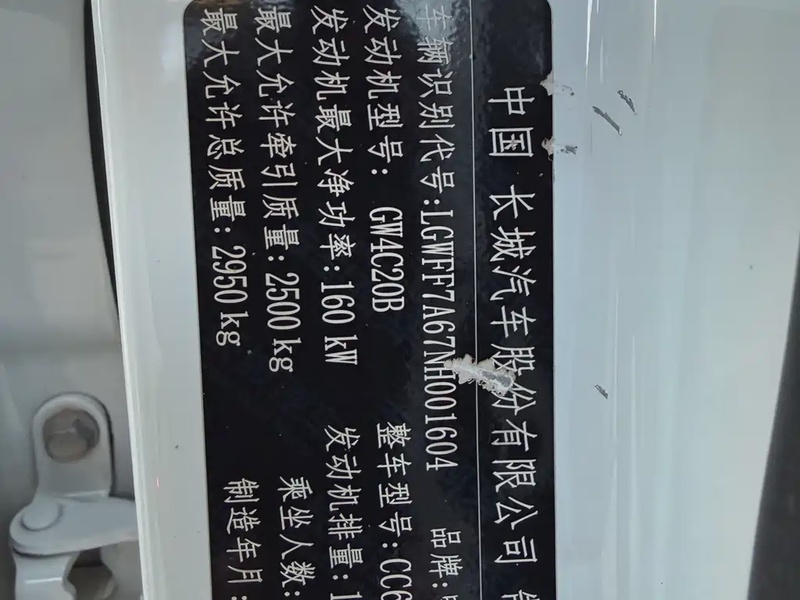 中国 长城汽车股份有限公司
车辆识别代号:LGWFF7A67NH001604 品牌:
发动机型号: GW4C20B 整车型号:CC6
发动机最大净功率:160 kW 发动机排量:1
最大允许牵引质量:2500 kg 乘坐人数:
最大允许总质量:2950 kg 制造年月: